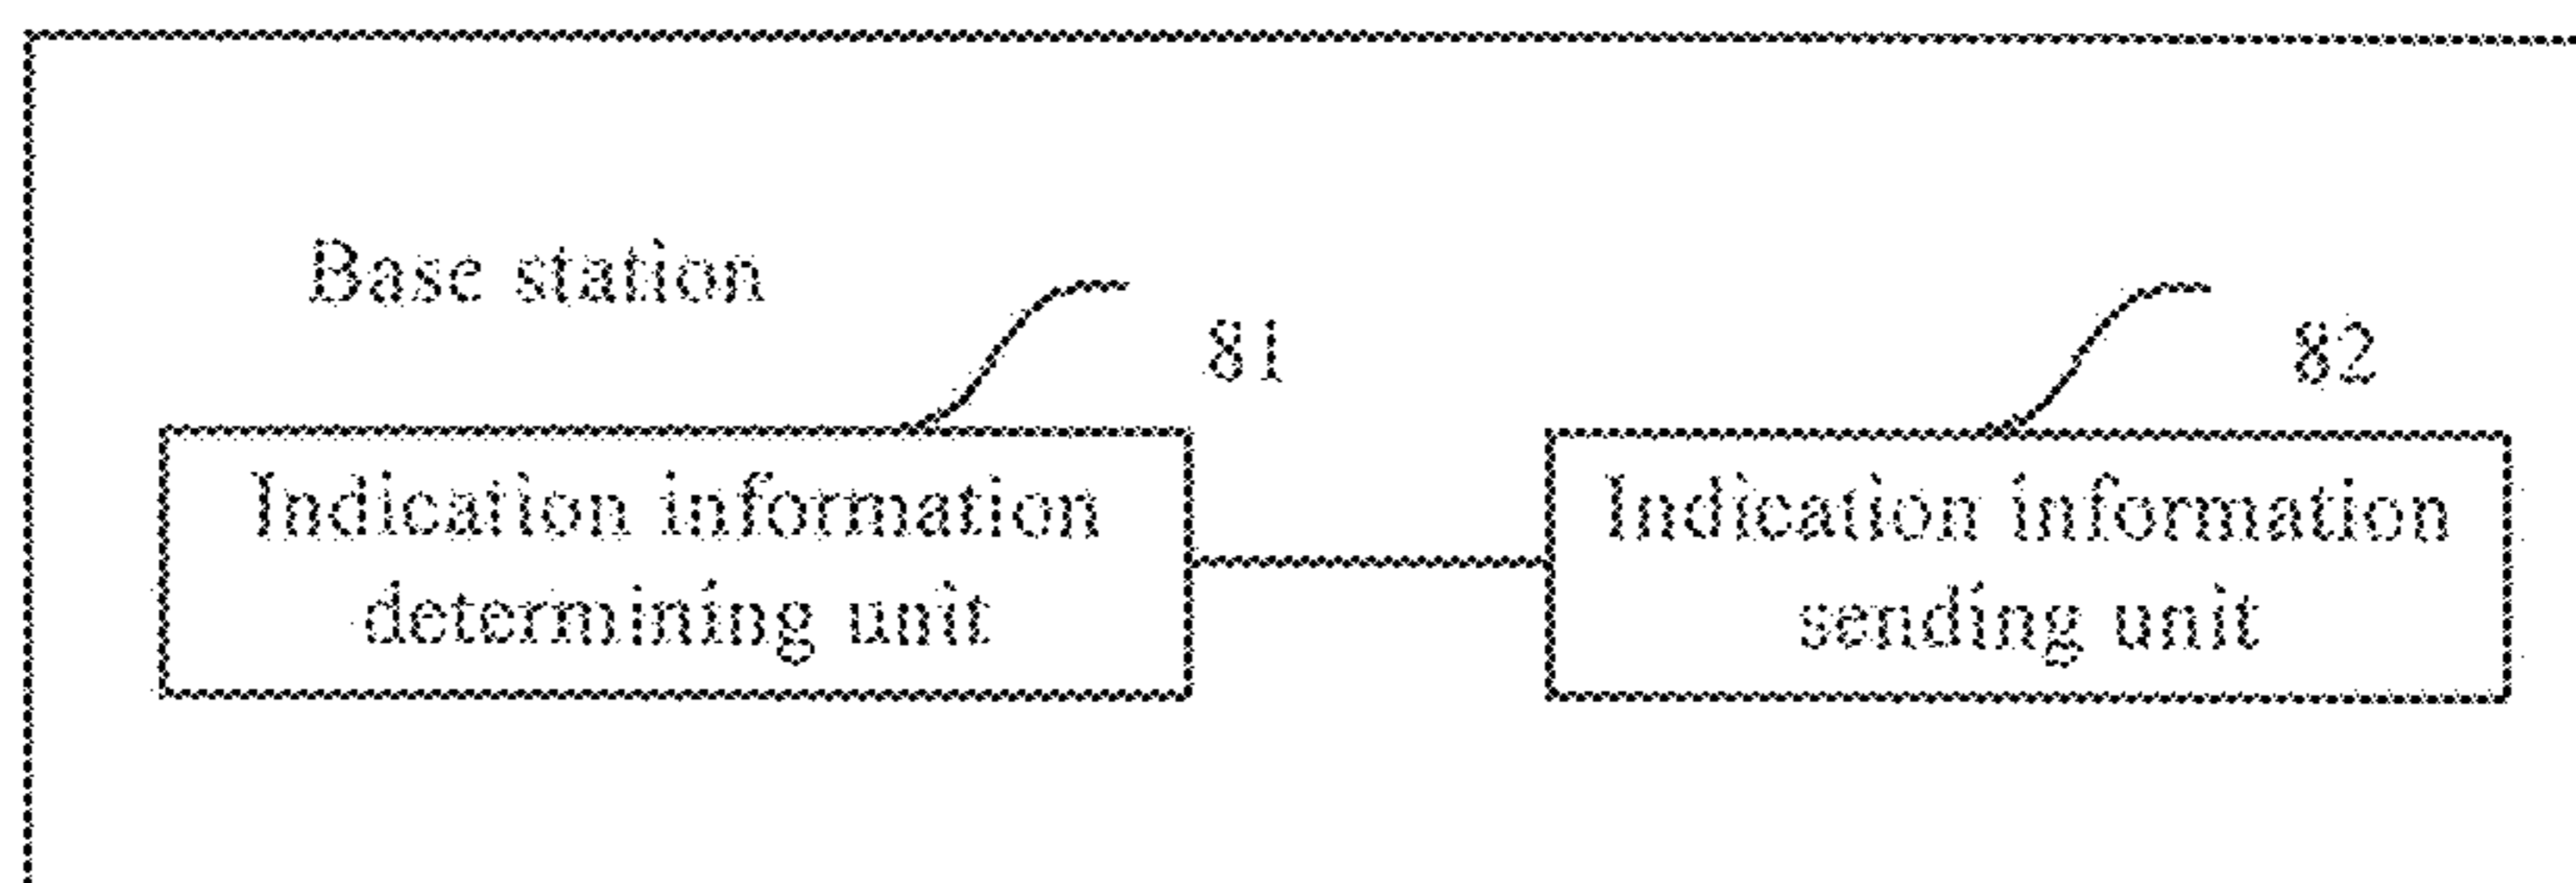 Base station
81
82
Indication information
determining unit
Indication information
sending unit